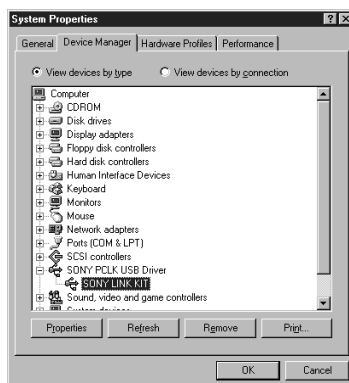 System Properties
General Device Manager Hardware Profiles Performance
View devices by type View devices by connection
Computer
CDROM
Disk drives
Display adapters
Floppy disk controllers
Hard disk controllers
Human Interface Devices
Keyboard
Monitors
Mouse
Network adapters
Ports (COM & LPT)
SCSI controllers
SONY PCLK USB Driver
SONY LINK KIT
Sound, video and game controllers
Properties Refresh Remove Print...
OK Cancel